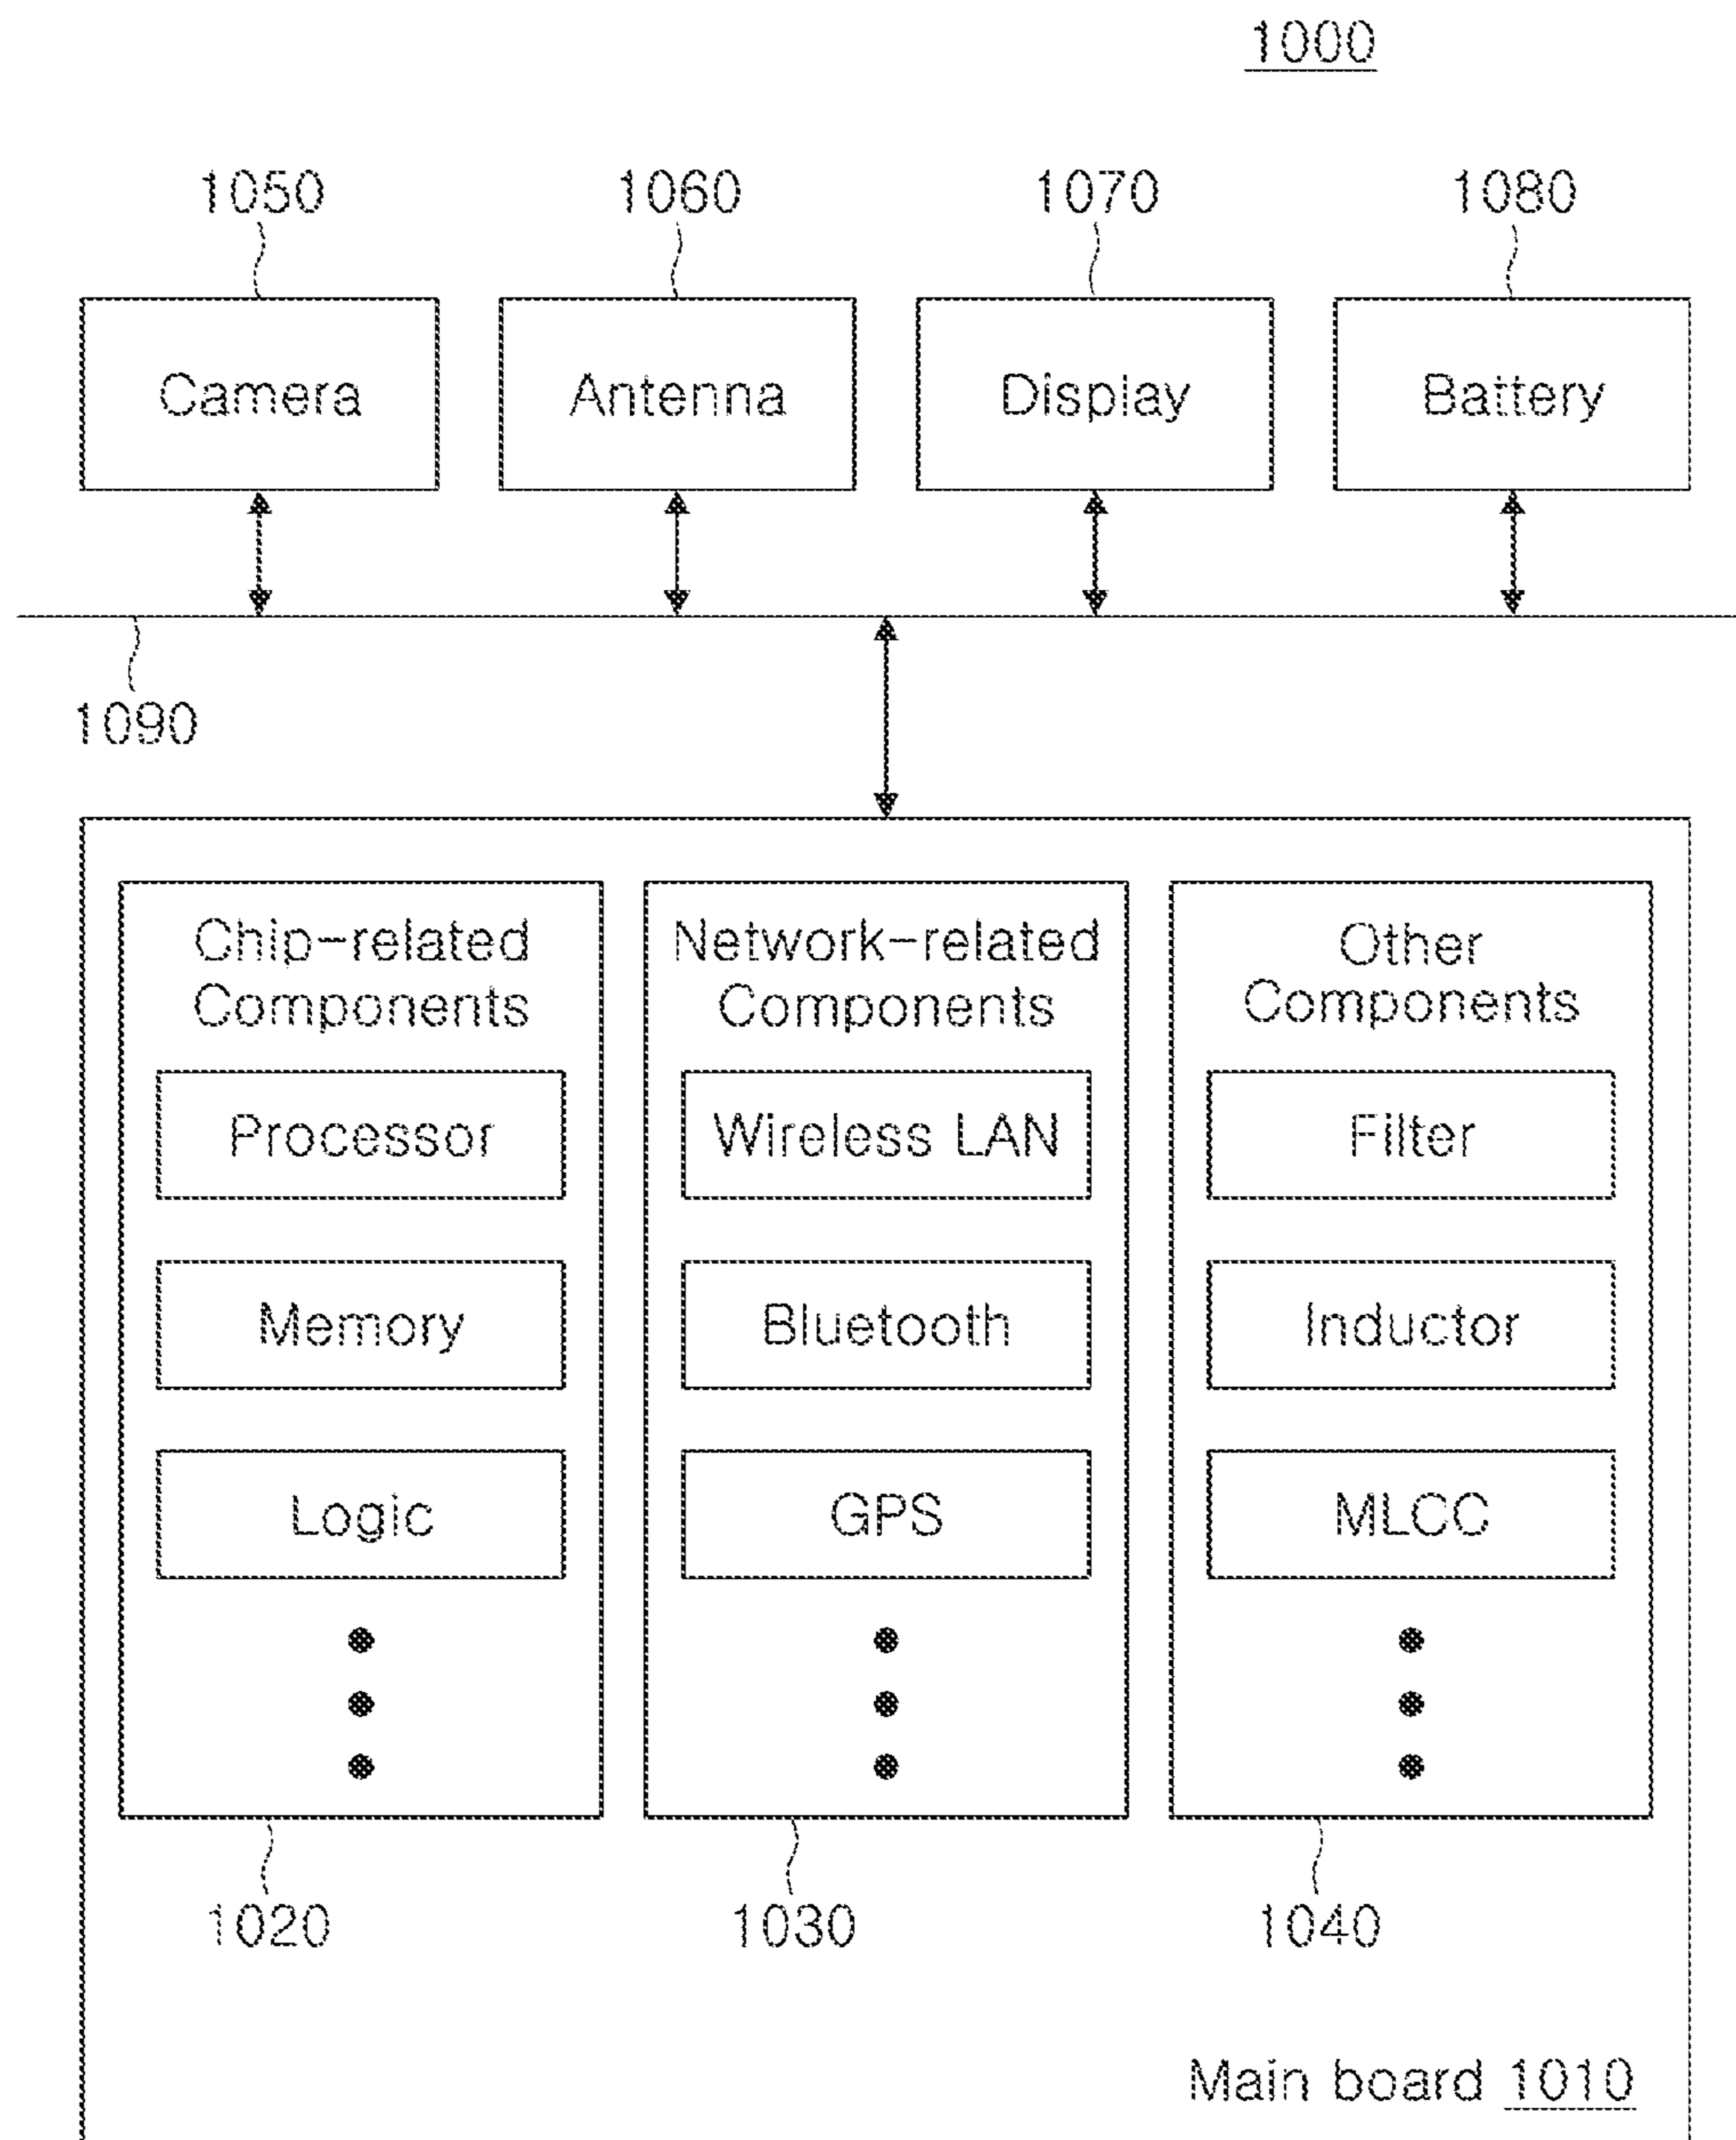 1000
1050 1060 1070 1080
Camera Antenna Display Battery
1090
Chip-related
Components
Processor
Memory
Logic
1020
Network-related
Components
Wireless LAN
Bluetooth
GPS
1030
Other
Components
Filter
Inductor
MLCC
1040
Main board 1010